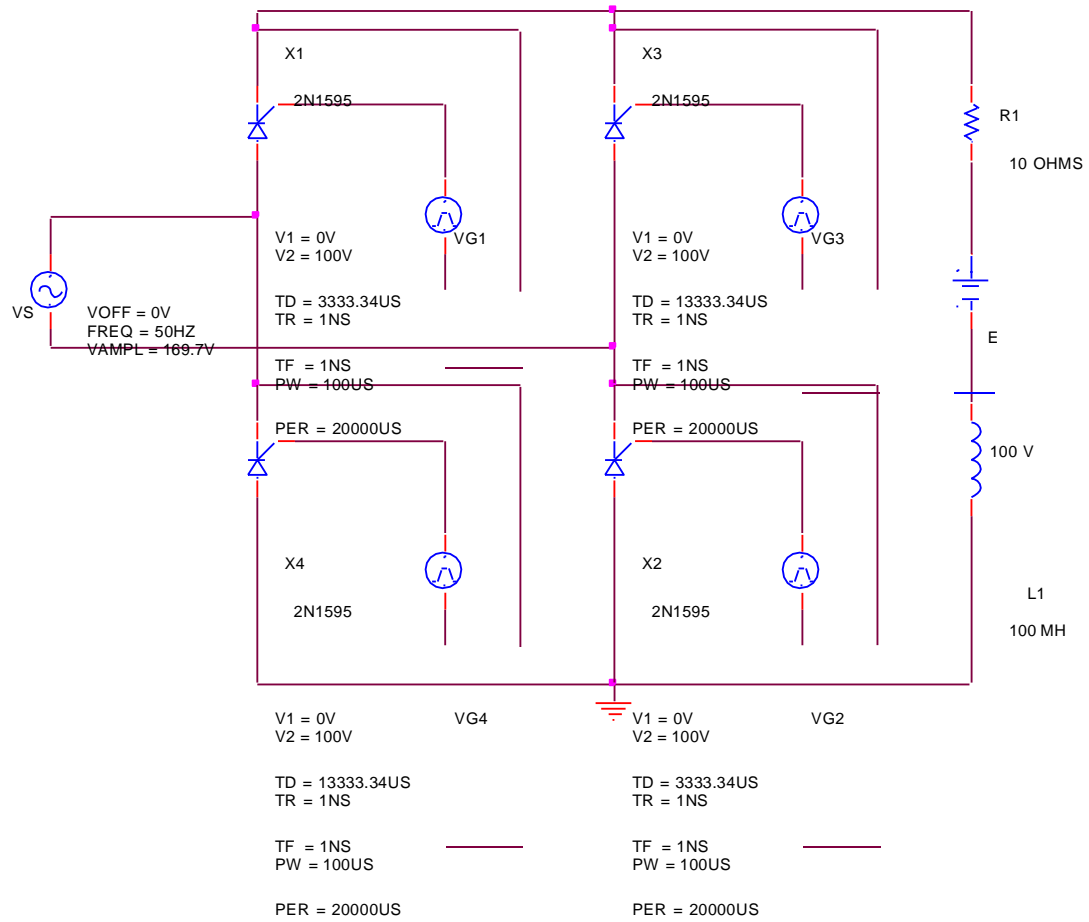 X1
X3
2N1595
2N1595
R1
10 OHMS
VG1
VG3
V1 = 0V
V2 = 100V
V1 = 0V
V2 = 100V
TD = 3333.34US
TR = 1NS
TD = 13333.34US
TR = 1NS
VS
VOFF = 0V
FREQ = 50HZ
VAMPL = 169.7V
E
TF = 1NS
PW = 100US
TF = 1NS
PW = 100US
PER = 20000US
PER = 20000US
100 V
X4
X2
2N1595
2N1595
L1
100 MH
V1 = 0V
V2 = 100V
VG4
V1 = 0V
V2 = 100V
VG2
TD = 13333.34US
TR = 1NS
TD = 3333.34US
TR = 1NS
TF = 1NS
PW = 100US
TF = 1NS
PW = 100US
PER = 20000US
PER = 20000US